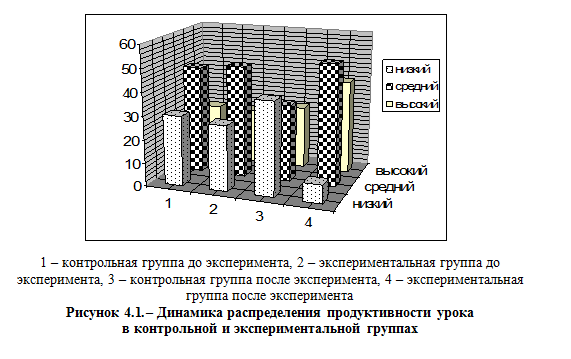 60
50
40
30
20
10
0
1
2
3
4
низкий
средний
высокий
высокий
средний
низкий
1 – контрольная группа до эксперимента, 2 – экспериментальная группа до
эксперимента, 3 – контрольная группа после эксперимента, 4 – экспериментальная
группа после эксперимента
Рисунок 4.1.– Динамика распределения продуктивности урока
в контрольной и экспериментальной группах